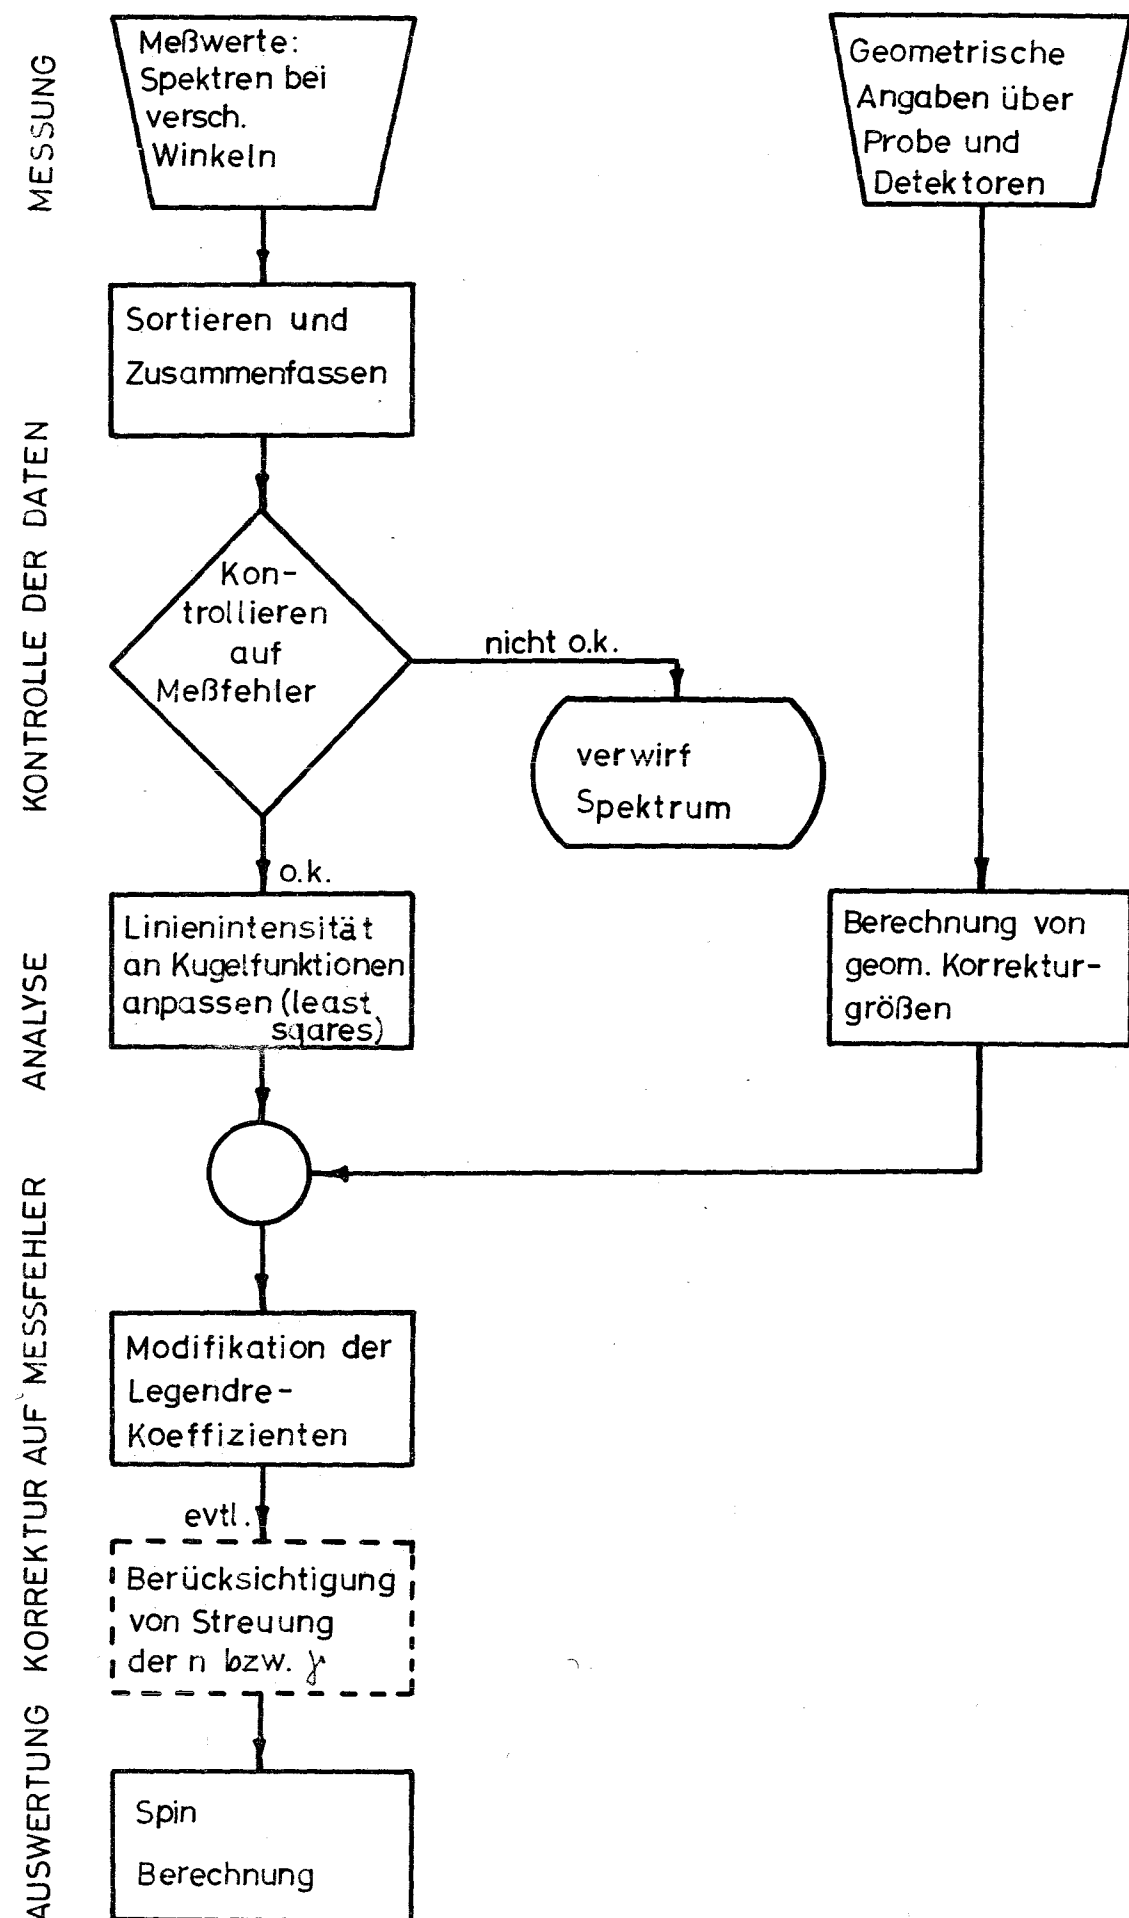 MESSUNG
Meßwerte:
Spektren bei
versch.
Winkeln
Geometrische
Angaben über
Probe und
Detektoren
Sortieren und
Zusammenfassen
KONTROLLE DER DATEN
Kon-
trollieren
auf
Meßfehler
nicht o.k.
verwirf
Spektrum
o.k.
ANALYSE
Linienintensität
an Kugelfunktionen
anpassen (least
sqares)
Berechnung von
geom. Korrektur-
größen
KORREKTUR AUF MESSFEHLER
Modifikation der
Legendre-
Koeffizienten
evtl.
Berücksichtigung
von Streuung
der n bzw. γ
AUSWERTUNG
Spin
Berechnung